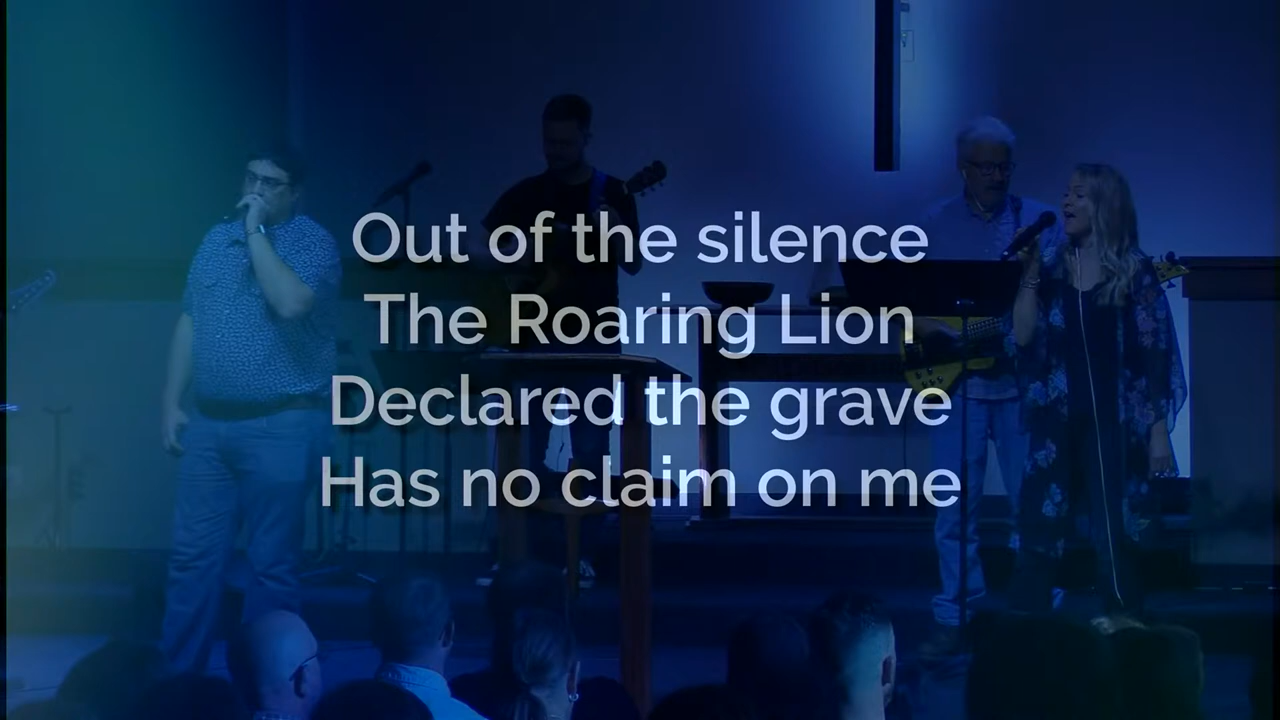 Out of the silence
The Roaring Lion
Declared the grave
Has no claim on me